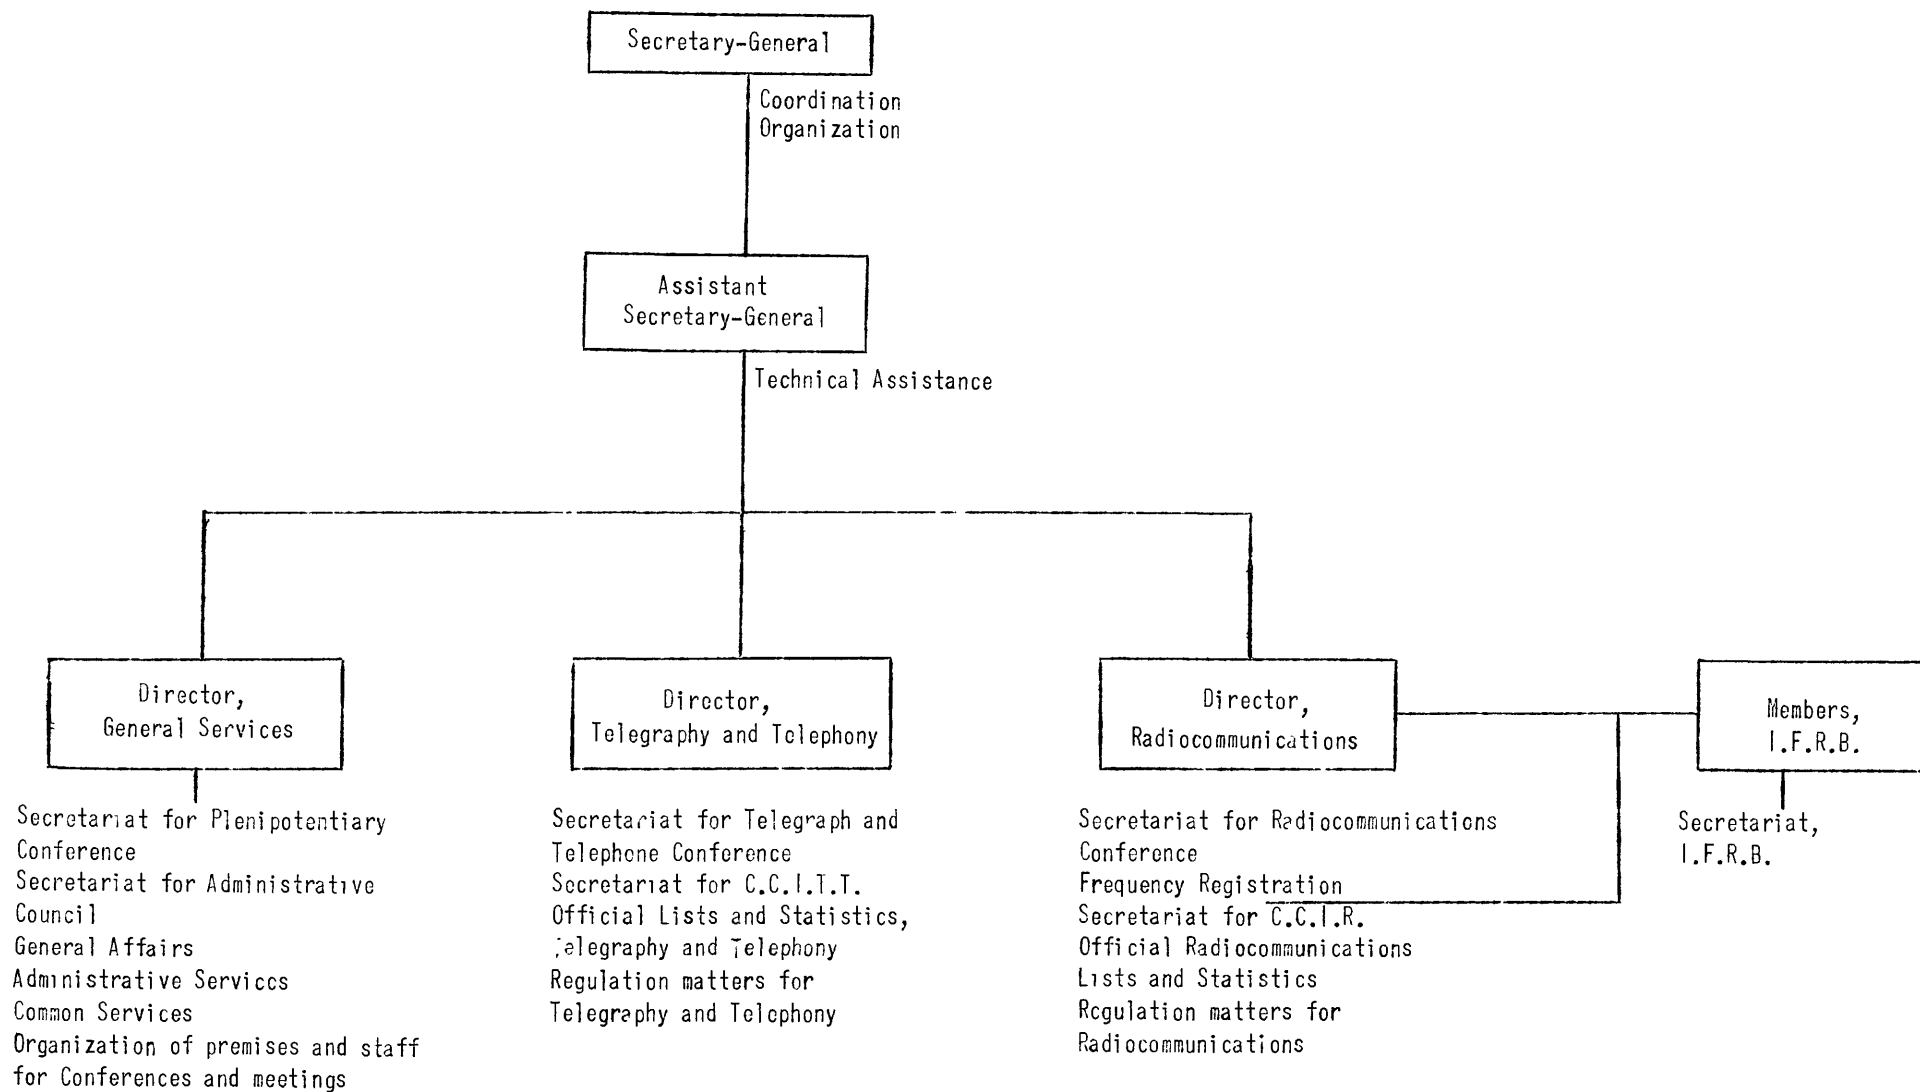 Secretary-General
Coordination
Organization
Assistant
Secretary-General
Technical Assistance
Director,
General Services
Secretariat for Plenipotentiary
Conference
Secretariat for Administrative
Council
General Affairs
Administrative Services
Common Services
Organization of premises and staff
for Conferences and meetings
Director,
Telegraphy and Telephony
Secretariat for Telegraph and
Telephone Conference
Secretariat for C.C.I.T.T.
Official Lists and Statistics,
Telegraphy and Telephony
Regulation matters for
Telegraphy and Telephony
Director,
Radiocommunications
Secretariat for Radiocommunications
Conference
Frequency Registration
Secretariat for C.C.I.R.
Official Radiocommunications
Lists and Statistics
Regulation matters for
Radiocommunications
Members,
I.F.R.B.
Secretariat,
I.F.R.B.